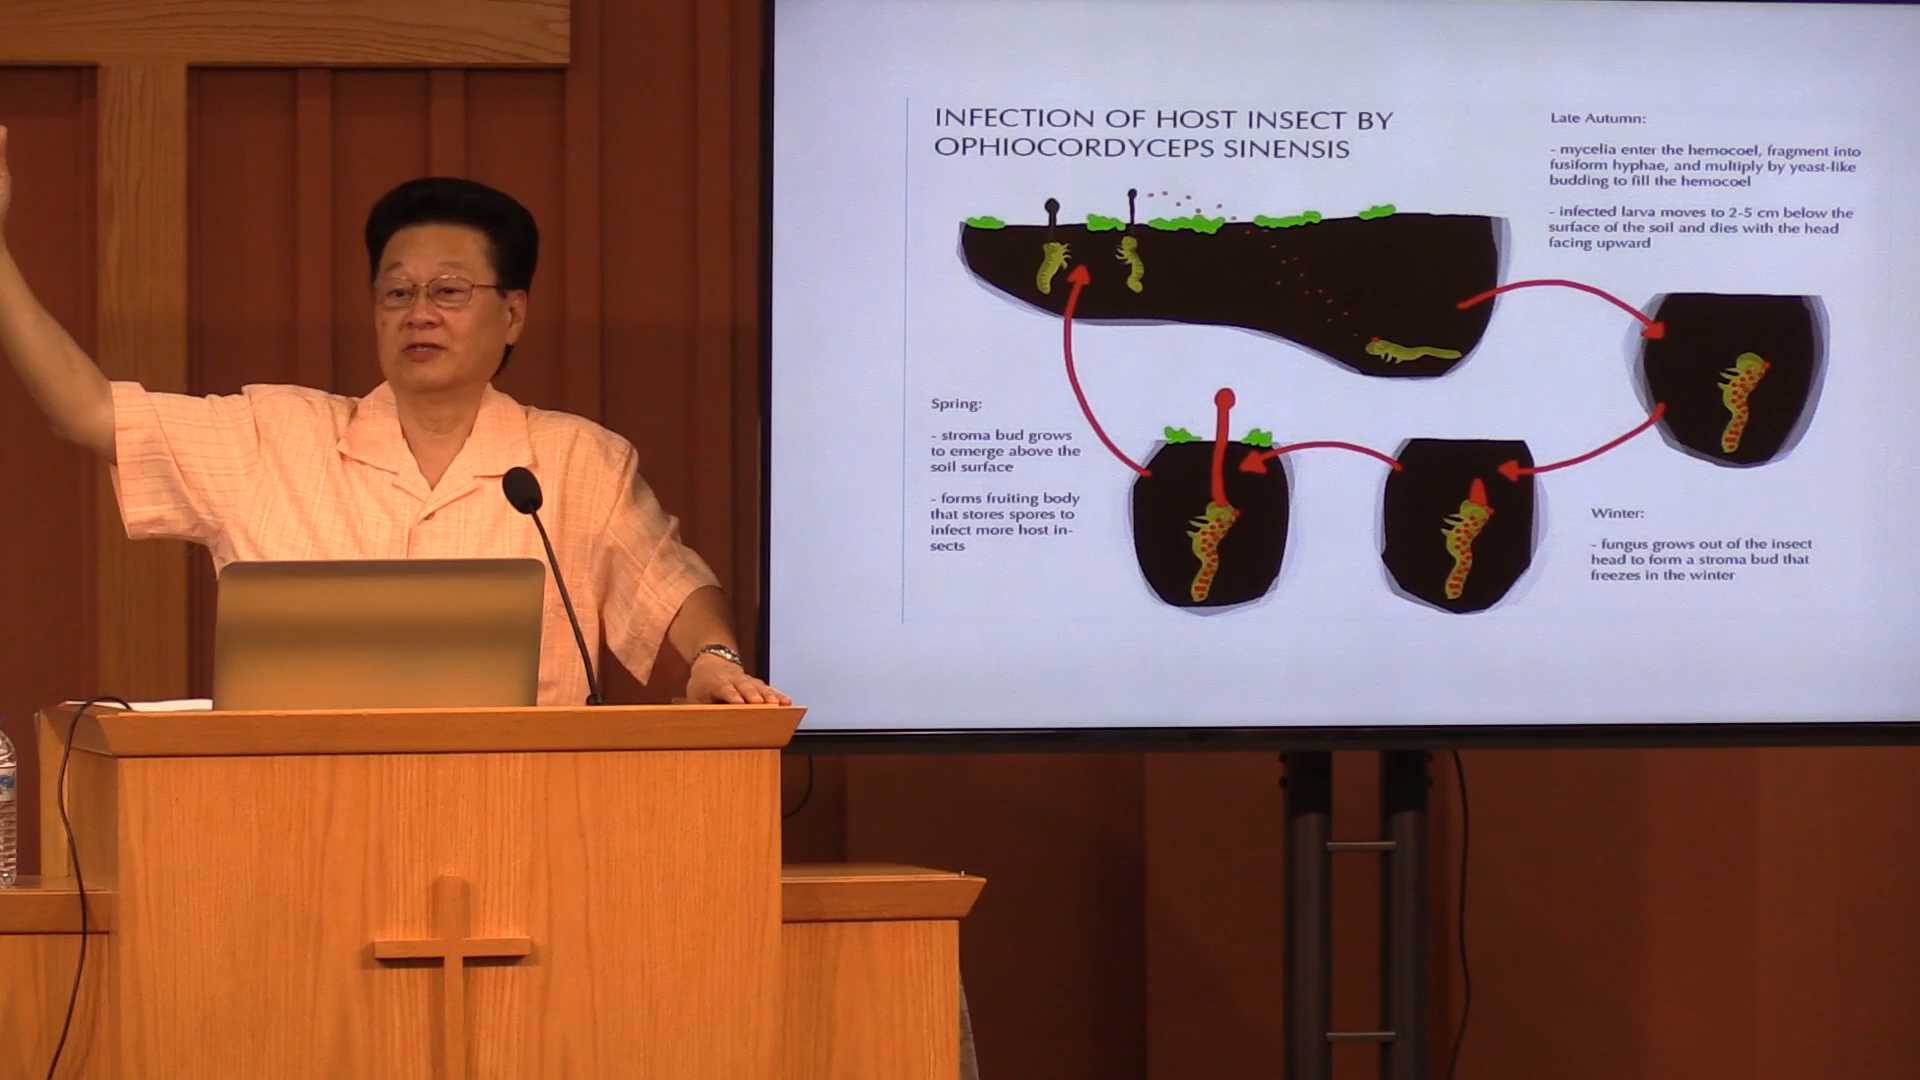 INFECTION OF HOST INSECT BY
OPHIOCORDYCEPS SINENSIS
Late Autumn:
- mycelia enter the hemocoel, fragment into
fusiform hyphae, and multiply by yeast-like
budding to fill the hemocoel
- infected larva moves to 2-5 cm below the
surface of the soil and dies with the head
facing upward
Winter:
- fungus grows out of the insect
head to form a stroma bud that
freezes in the winter
Spring:
- stroma bud grows
to emerge above the
soil surface
- forms fruiting body
that stores spores to
infect more host in-
sects